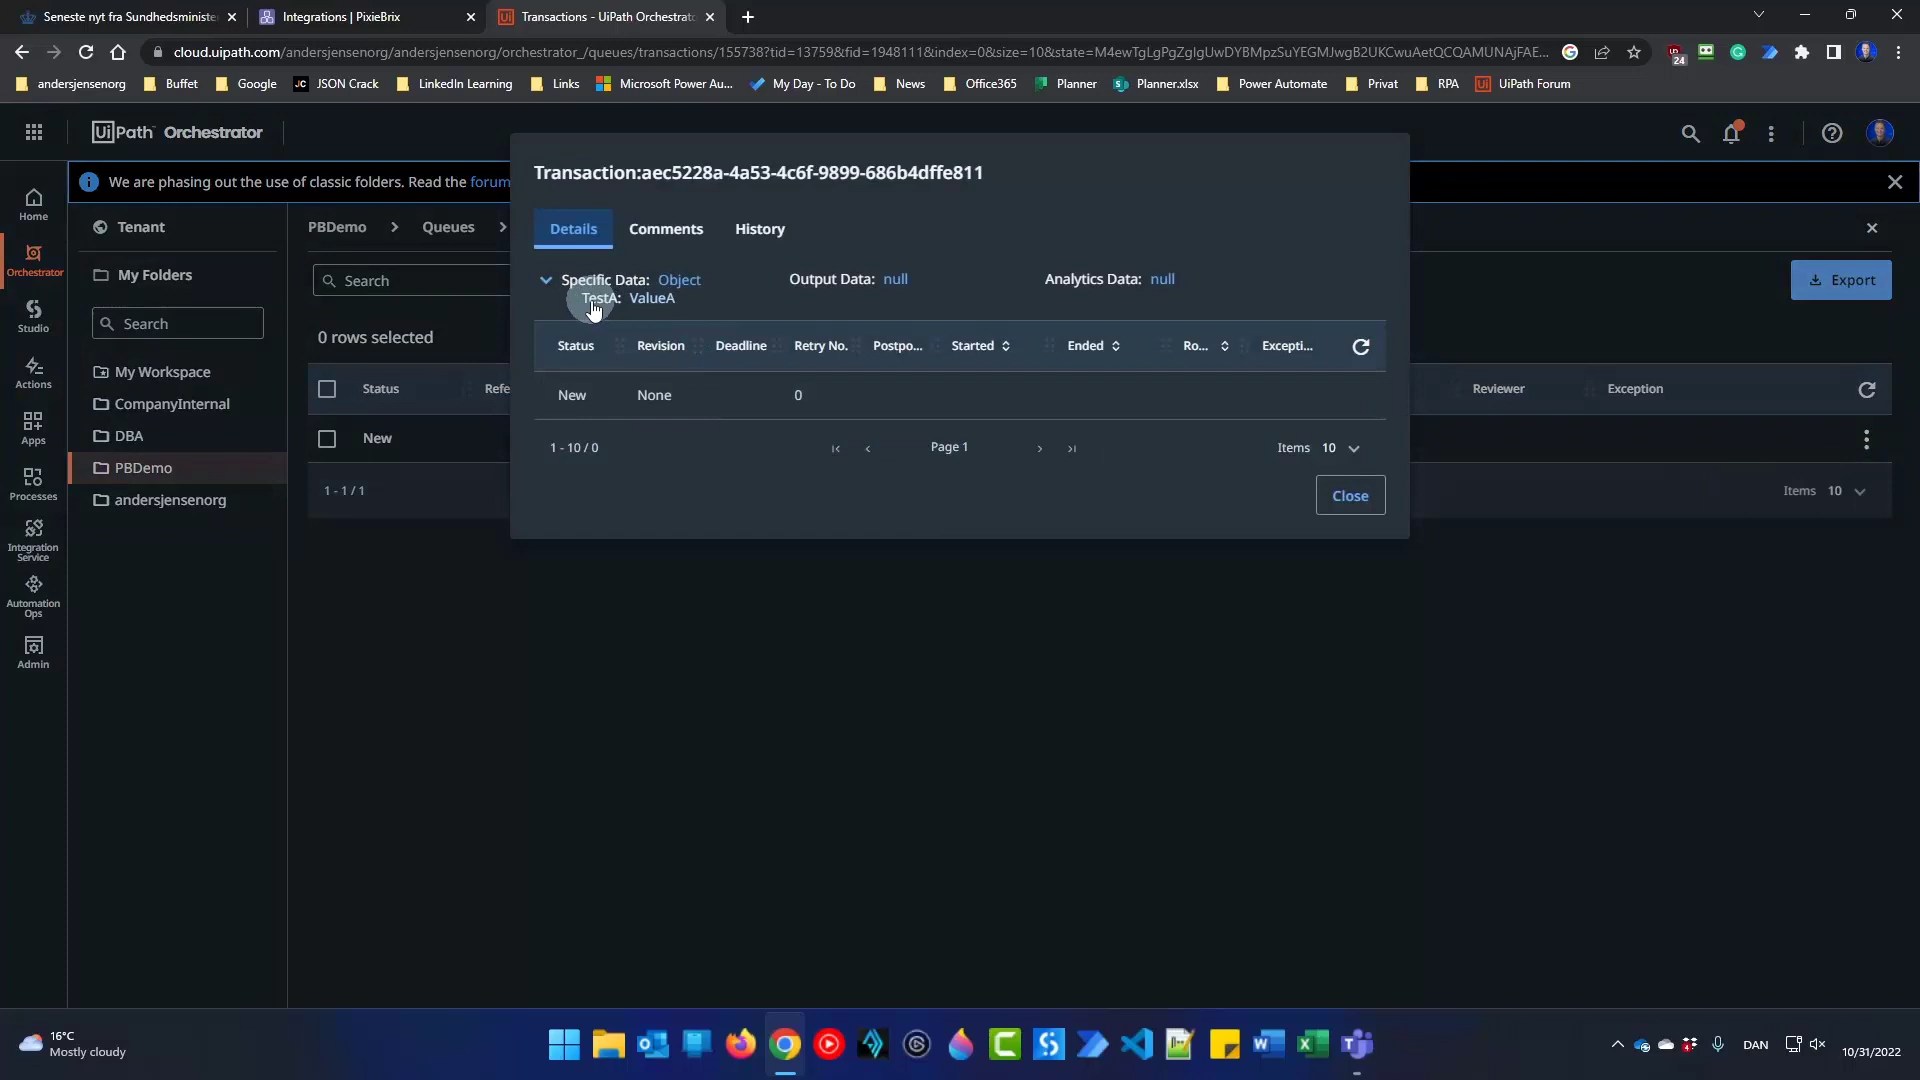 Seneste nyt fra Sundhedsminister
Integrations | PixieBrix
Transactions - UiPath Orchestrato
cloud.uipath.com/andersjensenorg/andersjensenorg/orchestrator_/queues/transactions/155738?tid=13759&fid=1948111&index=0&size=10&state=M4ewTgLgPgZglgUwDYBMpzSuYEGMJwgB2UKCwuAetQCQAMUNAjFAE...
24
andersjensenorg
Buffet
Google
JC JSON Crack
LinkedIn Learning
Links
Microsoft Power Au...
My Day - To Do
News
Office365
Planner
Planner.xlsx
Power Automate
Privat
RPA
UiPath Forum
UiPath Orchestrator
We are phasing out the use of classic folders. Read the forum
Home
Orchestrator
Studio
Actions
Apps
Processes
Integration
Service
Automation
Ops
Admin
Tenant
My Folders
Search
My Workspace
CompanyInternal
DBA
PBDemo
andersjensenorg
PBDemo > Queues >
Search
Export
0 rows selected
Status Refe Reviewer Exception
New
1 - 1 / 1
Items 10
Transaction:aec5228a-4a53-4c6f-9899-686b4dffe811
Details Comments History
Specific Data: Object Output Data: null Analytics Data: null
TestA: ValueA
Status Revision Deadline Retry No. Postpo... Started Ended Ro... Excepti...
New None 0
1 - 10 / 0 Page 1 Items 10
Close
16°C
Mostly cloudy
DAN
10/31/2022